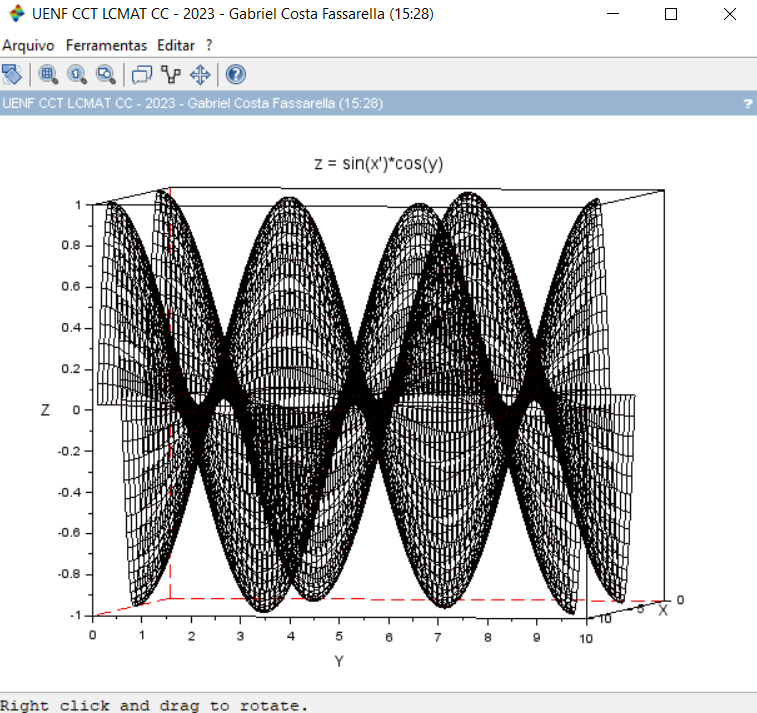 UENF CCT LCMAT CC - 2023 - Gabriel Costa Fassarella (15:28)
Arquivo Ferramentas Editar ?
UENF CCT LCMAT CC - 2023 - Gabriel Costa Fassarella (15:28) ?
z = sin(x')*cos(y)
1
0.8
0.6
0.4
0.2
Z 0
-0.2
-0.4
-0.6
-0.8
-1
0 1 2 3 4 5 6 7 8 9 10
10 5 X 0
Y
Right click and drag to rotate.